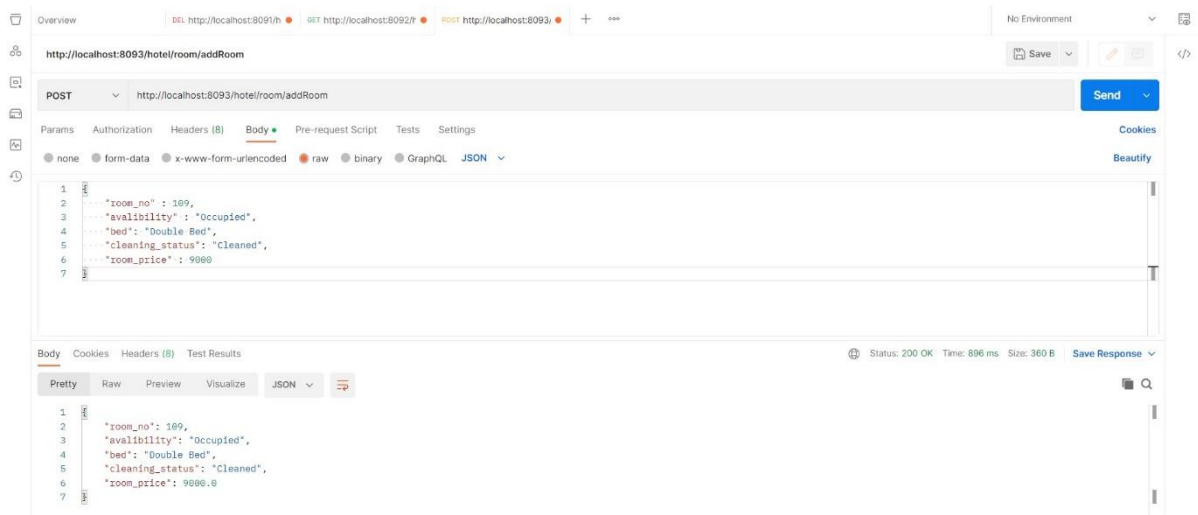 Overview DEL http://localhost:8091/h GET http://localhost:8092/h POST http://localhost:8093/ No Environment
http://localhost:8093/hotel/room/addRoom Save
POST http://localhost:8093/hotel/room/addRoom Send
Params Authorization Headers (8) Body Pre-request Script Tests Settings Cookies
none form-data x-www-form-urlencoded raw binary GraphQL JSON Beautify
1 {
2 "room_no" : 109,
3 "avalibility" : "Occupied",
4 "bed": "Double Bed",
5 "cleaning_status": "Cleaned",
6 "room_price" : 9000
7 }
Body Cookies Headers (8) Test Results Status: 200 OK Time: 896 ms Size: 360 B Save Response
Pretty Raw Preview Visualize JSON
1 {
2 "room_no": 109,
3 "avalibility": "Occupied",
4 "bed": "Double Bed",
5 "cleaning_status": "Cleaned",
6 "room_price": 9000.0
7 }